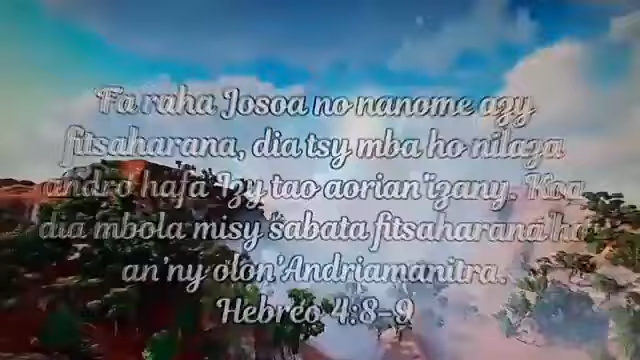 Fa raha Josoa no nanome azy
fitsaharana, dia tsy mba ho nilaza
andro hafa Izy tao aorian'izany. Koa
dia mbola misy sabata fitsaharana ho
an'ny olon'Andriamanitra.
Hebreo 4:8-9